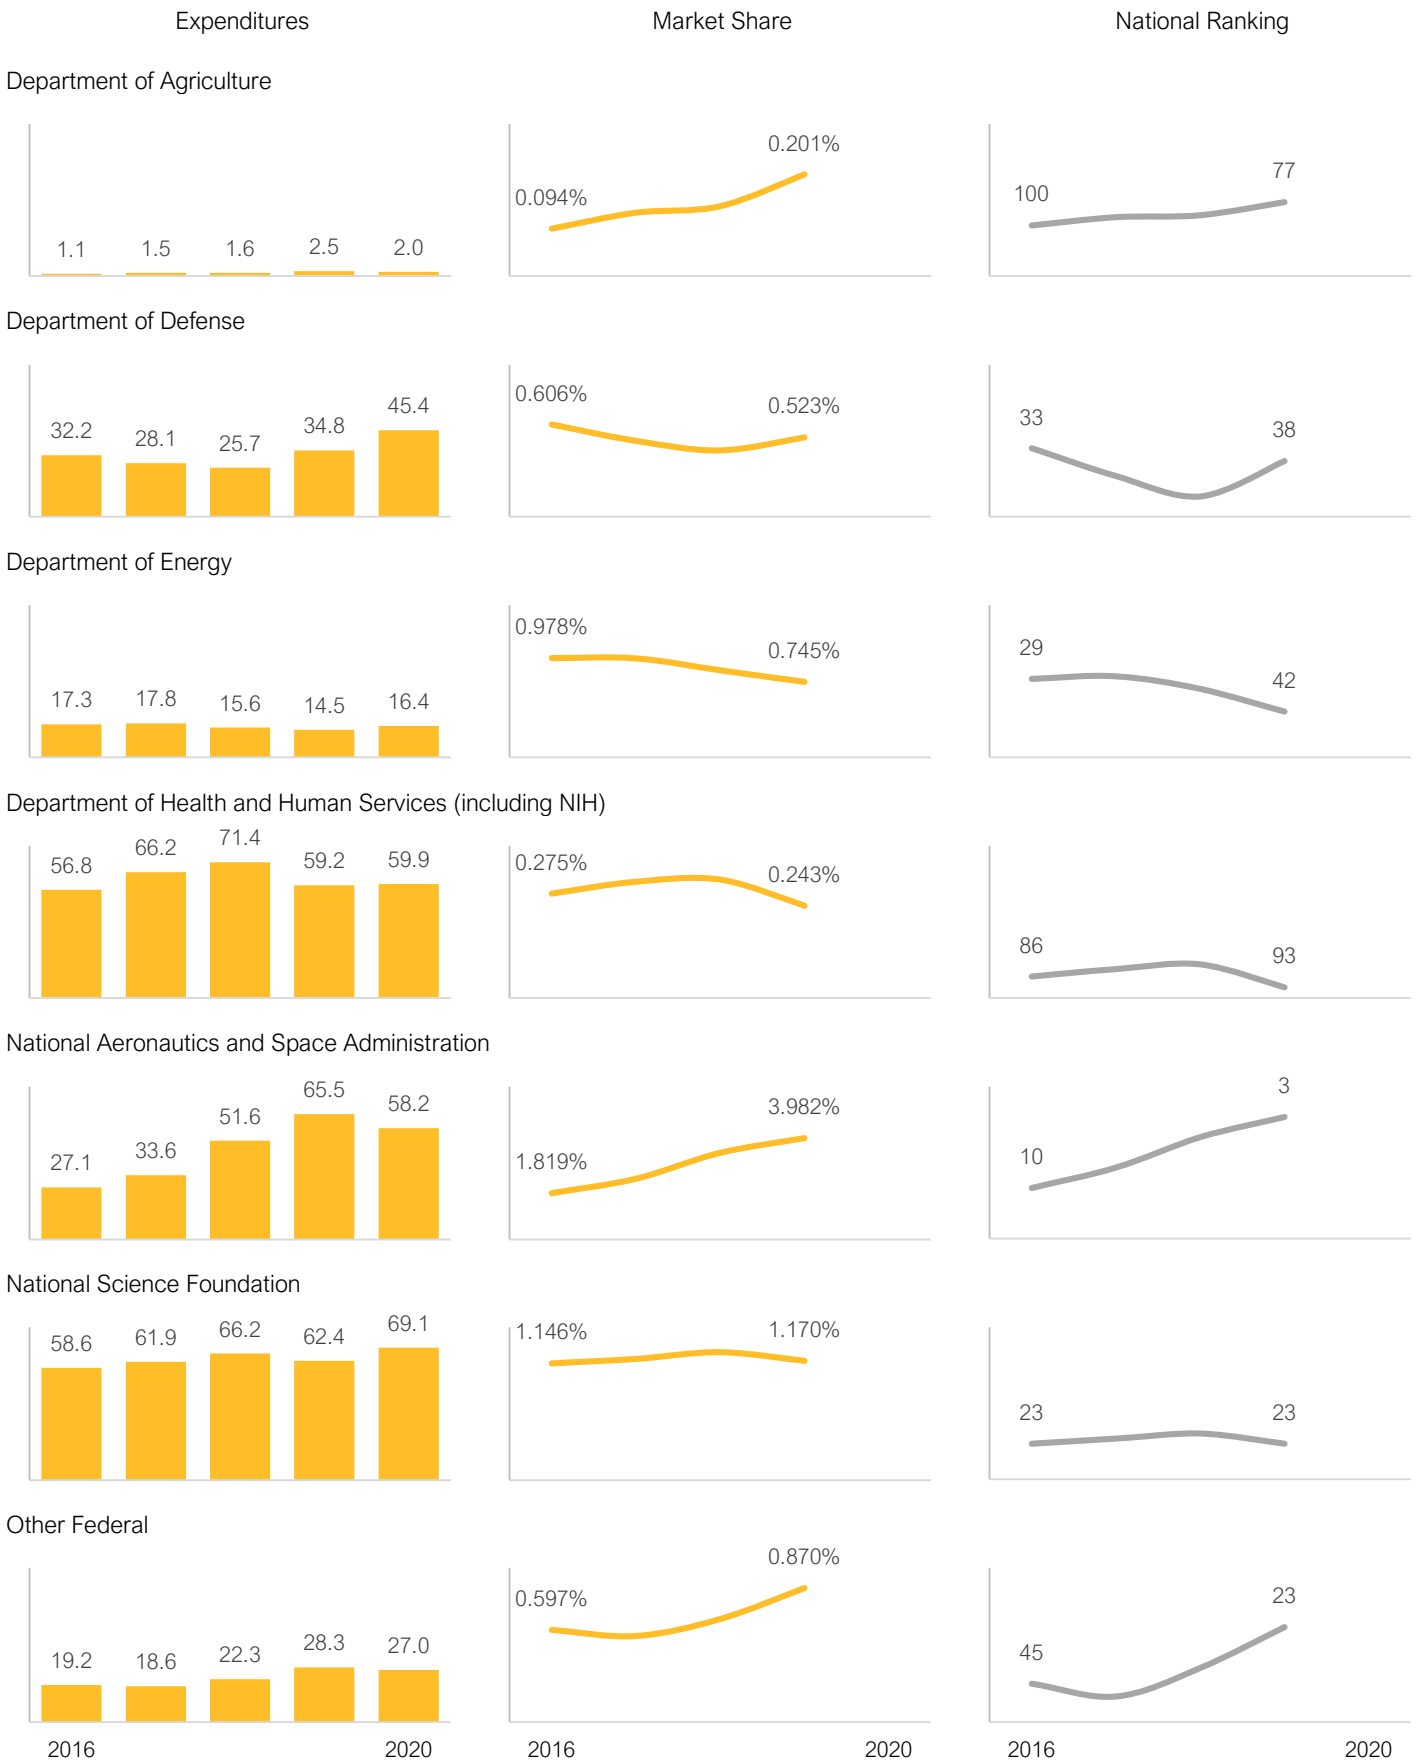 Expenditures Market Share National Ranking
Department of Agriculture
1.1 1.5 1.6 2.5 2.0
0.094% 0.201%
100 77
Department of Defense
32.2 28.1 25.7 34.8 45.4
0.606% 0.523%
33 38
Department of Energy
17.3 17.8 15.6 14.5 16.4
0.978% 0.745%
29 42
Department of Health and Human Services (including NIH)
56.8 66.2 71.4 59.2 59.9
0.275% 0.243%
86 93
National Aeronautics and Space Administration
27.1 33.6 51.6 65.5 58.2
1.819% 3.982%
10 3
National Science Foundation
58.6 61.9 66.2 62.4 69.1
1.146% 1.170%
23 23
Other Federal
19.2 18.6 22.3 28.3 27.0
0.597% 0.870%
45 23
2016 2020 2016 2020 2016 2020